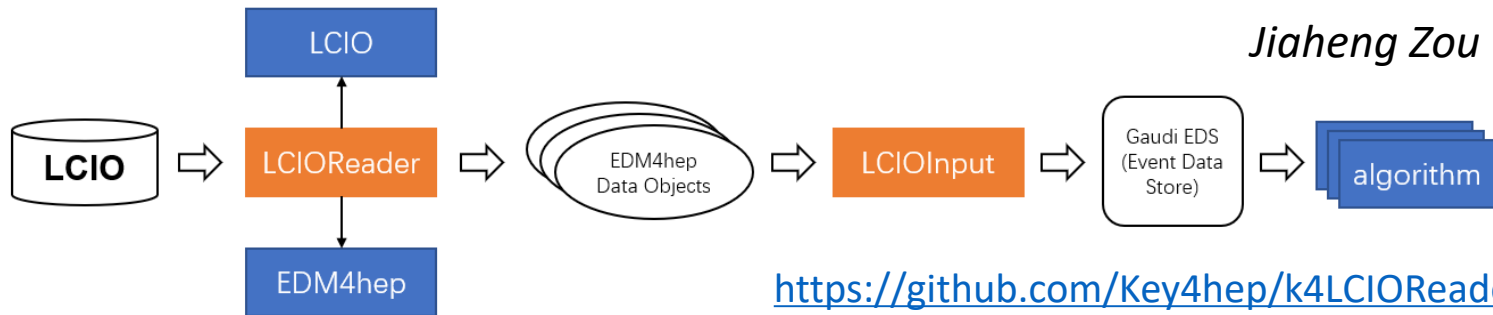 LCIO
Jiaheng Zou
LCIO
LCIOReader
EDM4hep
Data Objects
LCIOInput
Gaudi EDS
(Event Data
Store)
algorithm
EDM4hep
https://github.com/Key4hep/k4LCIOReade